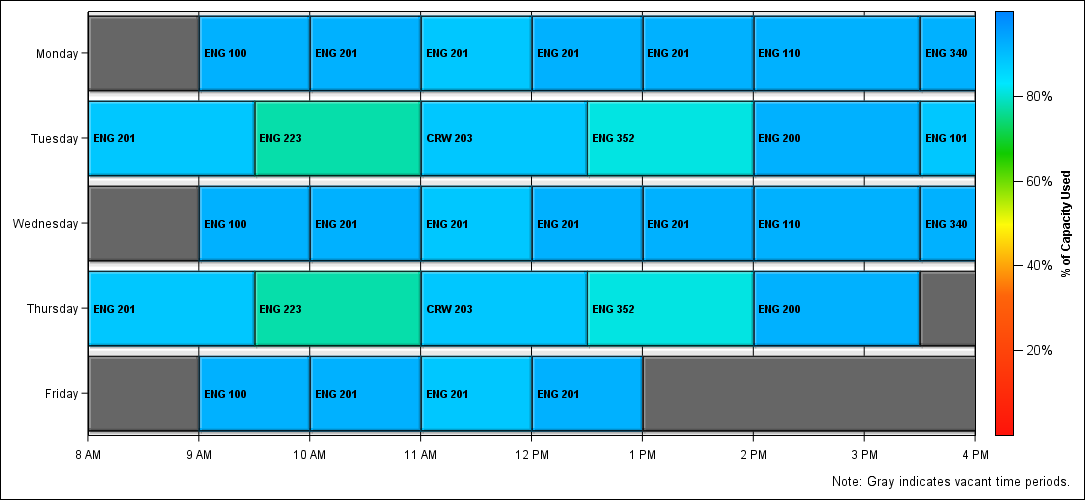 Monday
ENG 100 ENG 201 ENG 201 ENG 201 ENG 201 ENG 110 ENG 340
Tuesday
ENG 201 ENG 223 CRW 203 ENG 352 ENG 200 ENG 101
Wednesday
ENG 100 ENG 201 ENG 201 ENG 201 ENG 201 ENG 110 ENG 340
Thursday
ENG 201 ENG 223 CRW 203 ENG 352 ENG 200
Friday
ENG 100 ENG 201 ENG 201 ENG 201
8 AM 9 AM 10 AM 11 AM 12 PM 1 PM 2 PM 3 PM 4 PM
80%
60%
40%
20%
% of Capacity Used
Note: Gray indicates vacant time periods.